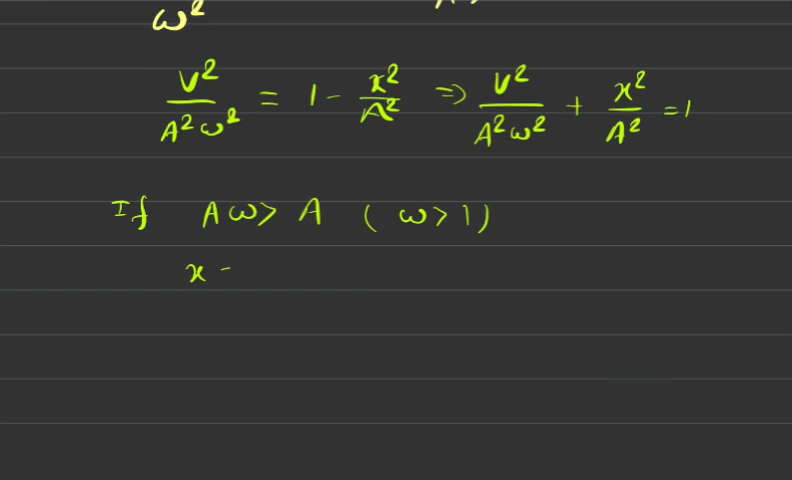 ω²
v²/A²ω² = 1 - x²/A² ⇒ v²/A²ω² + x²/A² = 1
If Aω > A (ω > 1)
x -